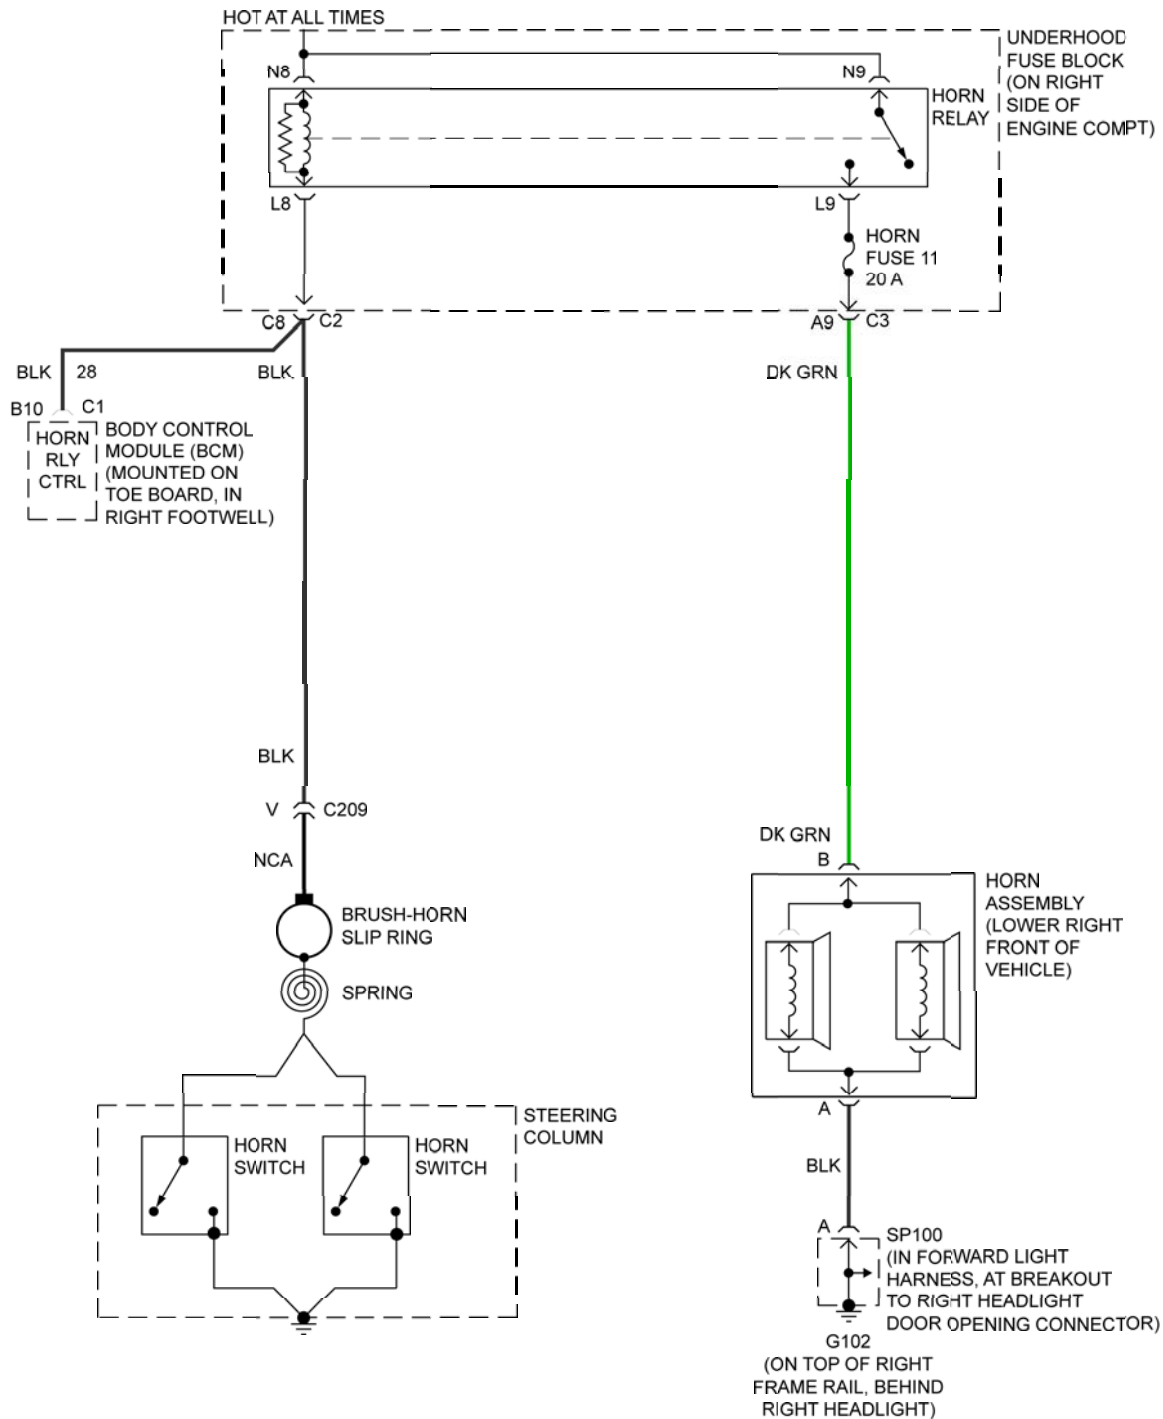 HOT AT ALL TIMES
UNDERHOOD
FUSE BLOCK
(ON RIGHT
SIDE OF
ENGINE COMPT)
N8
N9
HORN
RELAY
L8
L9
HORN
FUSE 11
20 A
C8
C2
A9
C3
BLK
28
BLK
DK GRN
B10
C1
HORN
RLY
CTRL
BODY CONTROL
MODULE (BCM)
(MOUNTED ON
TOE BOARD, IN
RIGHT FOOTWELL)
BLK
V
C209
DK GRN
B
NCA
HORN
ASSEMBLY
(LOWER RIGHT
FRONT OF
VEHICLE)
BRUSH-HORN
SLIP RING
SPRING
A
STEERING
COLUMN
HORN
SWITCH
HORN
SWITCH
BLK
A
SP100
(IN FORWARD LIGHT
HARNESS, AT BREAKOUT
TO RIGHT HEADLIGHT
DOOR OPENING CONNECTOR)
G102
(ON TOP OF RIGHT
FRAME RAIL, BEHIND
RIGHT HEADLIGHT)